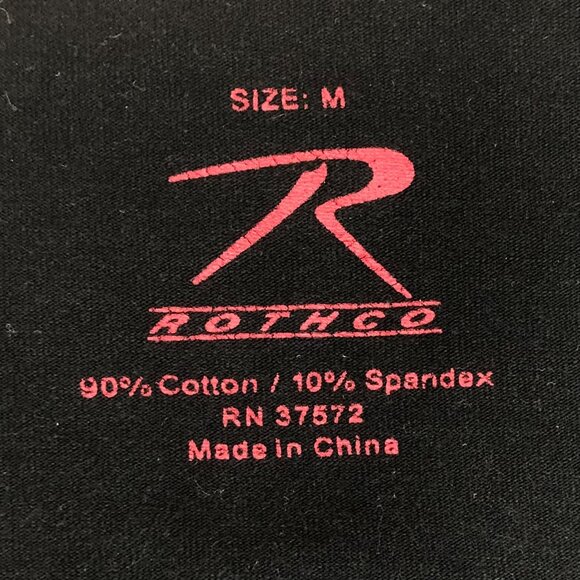 SIZE: M
R
ROTHCO
90% Cotton / 10% Spandex
RN 37572
Made in China